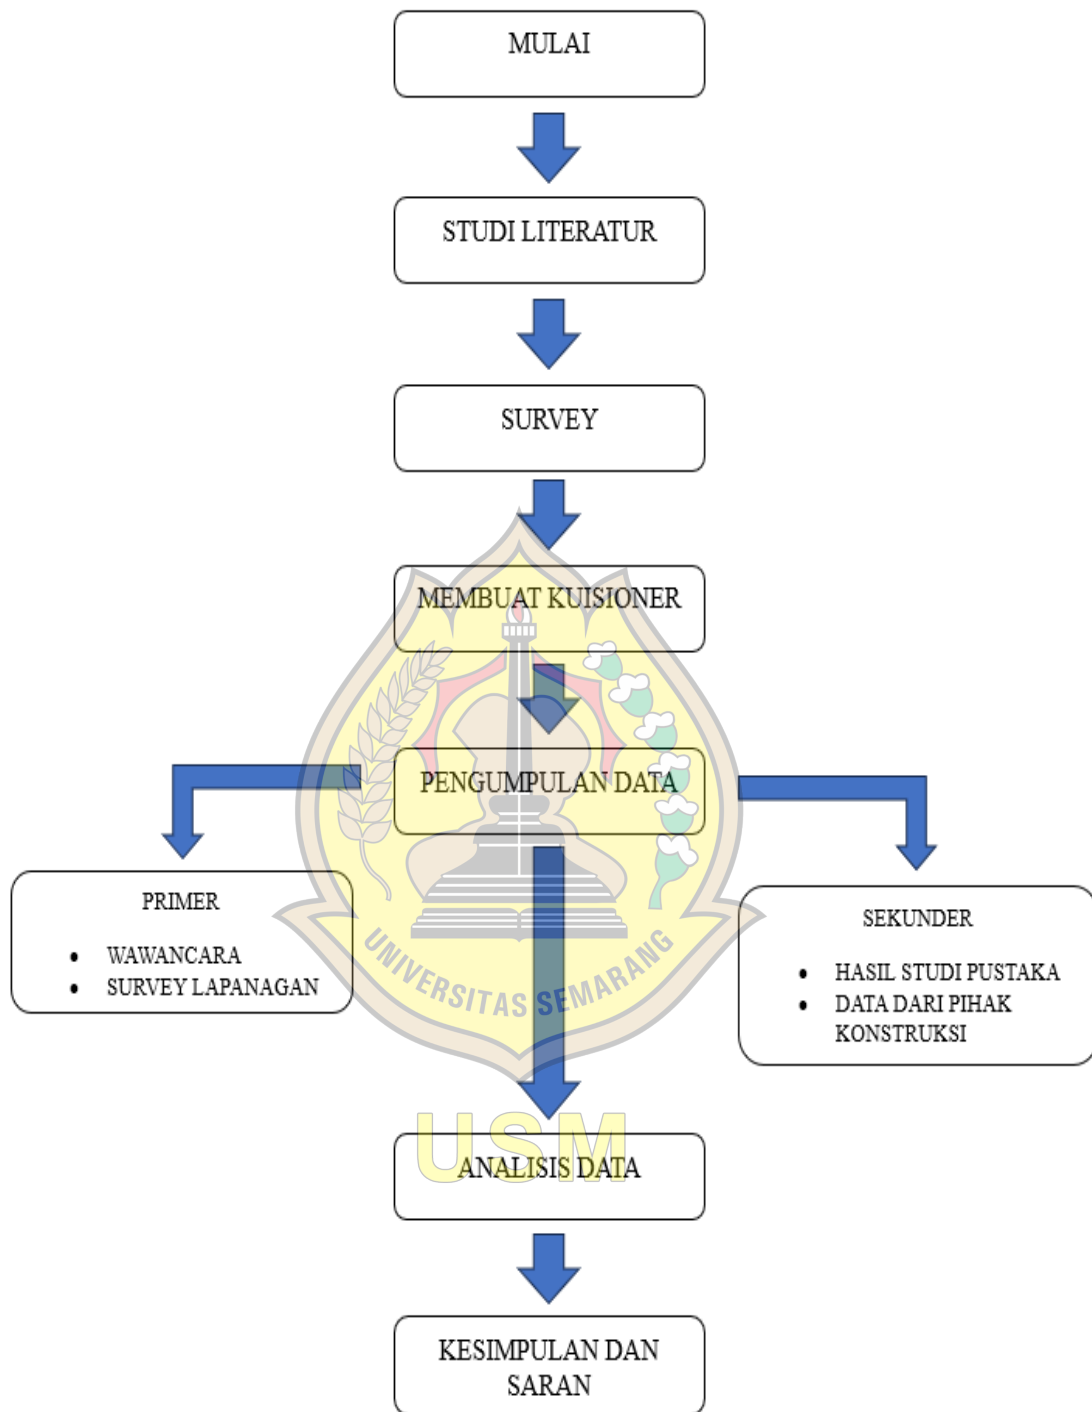 MULAI
STUDI LITERATUR
SURVEY
MEMBUAT KUISIONER
PENGUMPULAN DATA
PRIMER
• WAWANCARA
• SURVEY LAPANAGAN
SEKUNDER
• HASIL STUDI PUSTAKA
• DATA DARI PIHAK
KONSTRUKSI
UNIVERSITAS SEMARANG
USM
ANALISIS DATA
KESIMPULAN DAN
SARAN